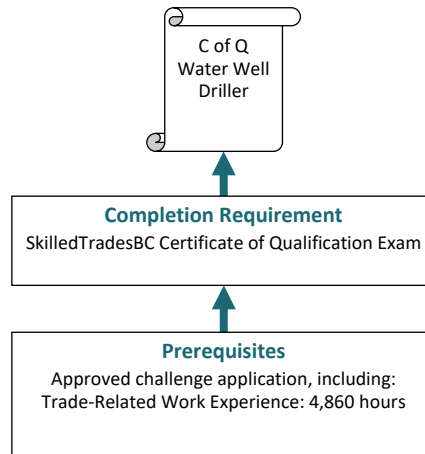 C of Q
Water Well
Driller
Completion Requirement
SkilledTradesBC Certificate of Qualification Exam
Prerequisites
Approved challenge application, including:
Trade-Related Work Experience: 4,860 hours